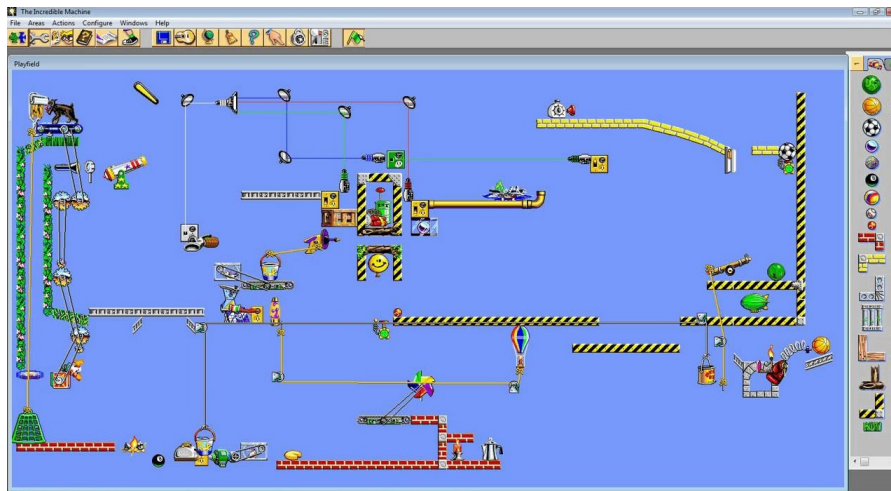 The Incredible Machine
File Areas Actions Configure Windows Help
Playfield